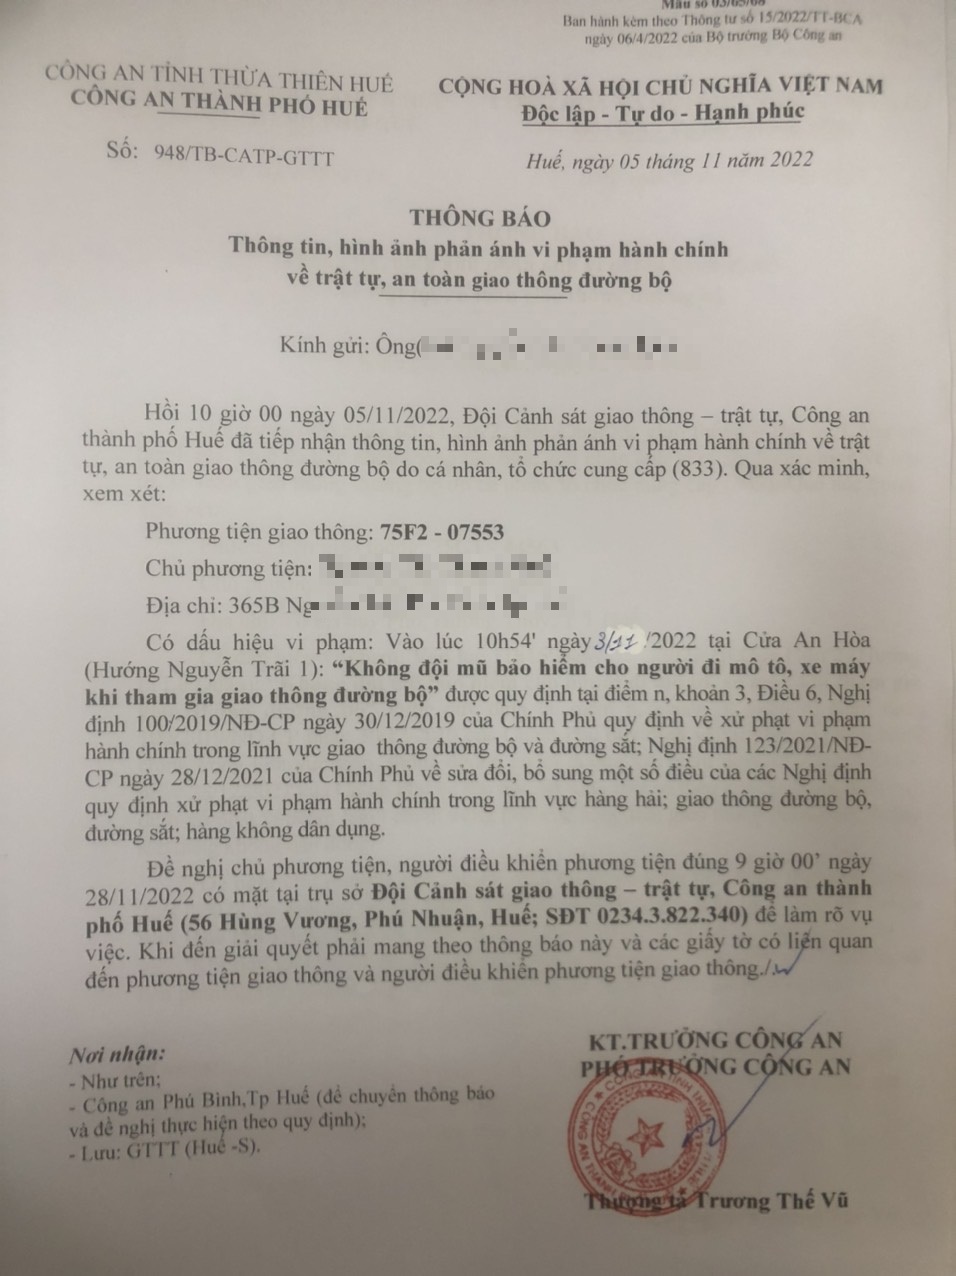 Mẫu số 03/65/68
Ban hành kèm theo Thông tư số 15/2022/TT-BCA
ngày 06/4/2022 của Bộ trưởng Bộ Công an
CÔNG AN TỈNH THỪA THIÊN HUẾ
CÔNG AN THÀNH PHỐ HUẾ
CỘNG HOÀ XÃ HỘI CHỦ NGHĨA VIỆT NAM
Độc lập - Tự do - Hạnh phúc
Số: 948/TB-CATP-GTTT
Huế, ngày 05 tháng 11 năm 2022
THÔNG BÁO
Thông tin, hình ảnh phản ánh vi phạm hành chính
về trật tự, an toàn giao thông đường bộ
Kính gửi: Ông(
Hồi 10 giờ 00 ngày 05/11/2022, Đội Cảnh sát giao thông – trật tự, Công an
thành phố Huế đã tiếp nhận thông tin, hình ảnh phản ánh vi phạm hành chính về trật
tự, an toàn giao thông đường bộ do cá nhân, tổ chức cung cấp (833). Qua xác minh,
xem xét:
Phương tiện giao thông: 75F2 - 07553
Chủ phương tiện:
Địa chỉ: 365B
Có dấu hiệu vi phạm: Vào lúc 10h54' ngày 3/11 /2022 tại Cửa An Hòa
(Hướng Nguyễn Trãi 1): “Không đội mũ bảo hiểm cho người đi mô tô, xe máy
khi tham gia giao thông đường bộ” được quy định tại điểm n, khoản 3, Điều 6, Nghị
định 100/2019/NĐ-CP ngày 30/12/2019 của Chính Phủ quy định về xử phạt vi phạm
hành chính trong lĩnh vực giao thông đường bộ và đường sắt; Nghị định 123/2021/NĐ-
CP ngày 28/12/2021 của Chính Phủ về sửa đổi, bổ sung một số điều của các Nghị định
quy định xử phạt vi phạm hành chính trong lĩnh vực hàng hải; giao thông đường bộ,
đường sắt; hàng không dân dụng.
Đề nghị chủ phương tiện, người điều khiển phương tiện đúng 9 giờ 00’ ngày
28/11/2022 có mặt tại trụ sở Đội Cảnh sát giao thông – trật tự, Công an thành
phố Huế (56 Hùng Vương, Phú Nhuận, Huế; SĐT 0234.3.822.340) để làm rõ vụ
việc. Khi đến giải quyết phải mang theo thông báo này và các giấy tờ có liên quan
đến phương tiện giao thông và người điều khiển phương tiện giao thông./.
Nơi nhận:
- Như trên;
- Công an Phú Bình,Tp Huế (để chuyển thông báo
và đề nghị thực hiện theo quy định);
- Lưu: GTTT (Huế -S).
KT.TRƯỞNG CÔNG AN
PHÓ TRƯỞNG CÔNG AN
Thượng tá Trương Thế Vũ